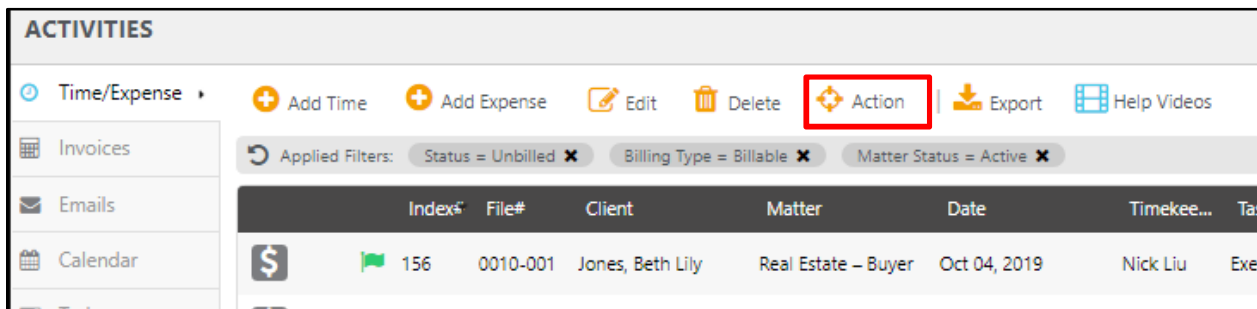 ACTIVITIES
Time/Expense
Add Time Add Expense Edit Delete Action Export Help Videos
Invoices
Applied Filters: Status = Unbilled Billing Type = Billable Matter Status = Active
Emails
Index# File# Client Matter Date Timekee...
Calendar
156 0010-001 Jones, Beth Lily Real Estate – Buyer Oct 04, 2019 Nick Liu Exe